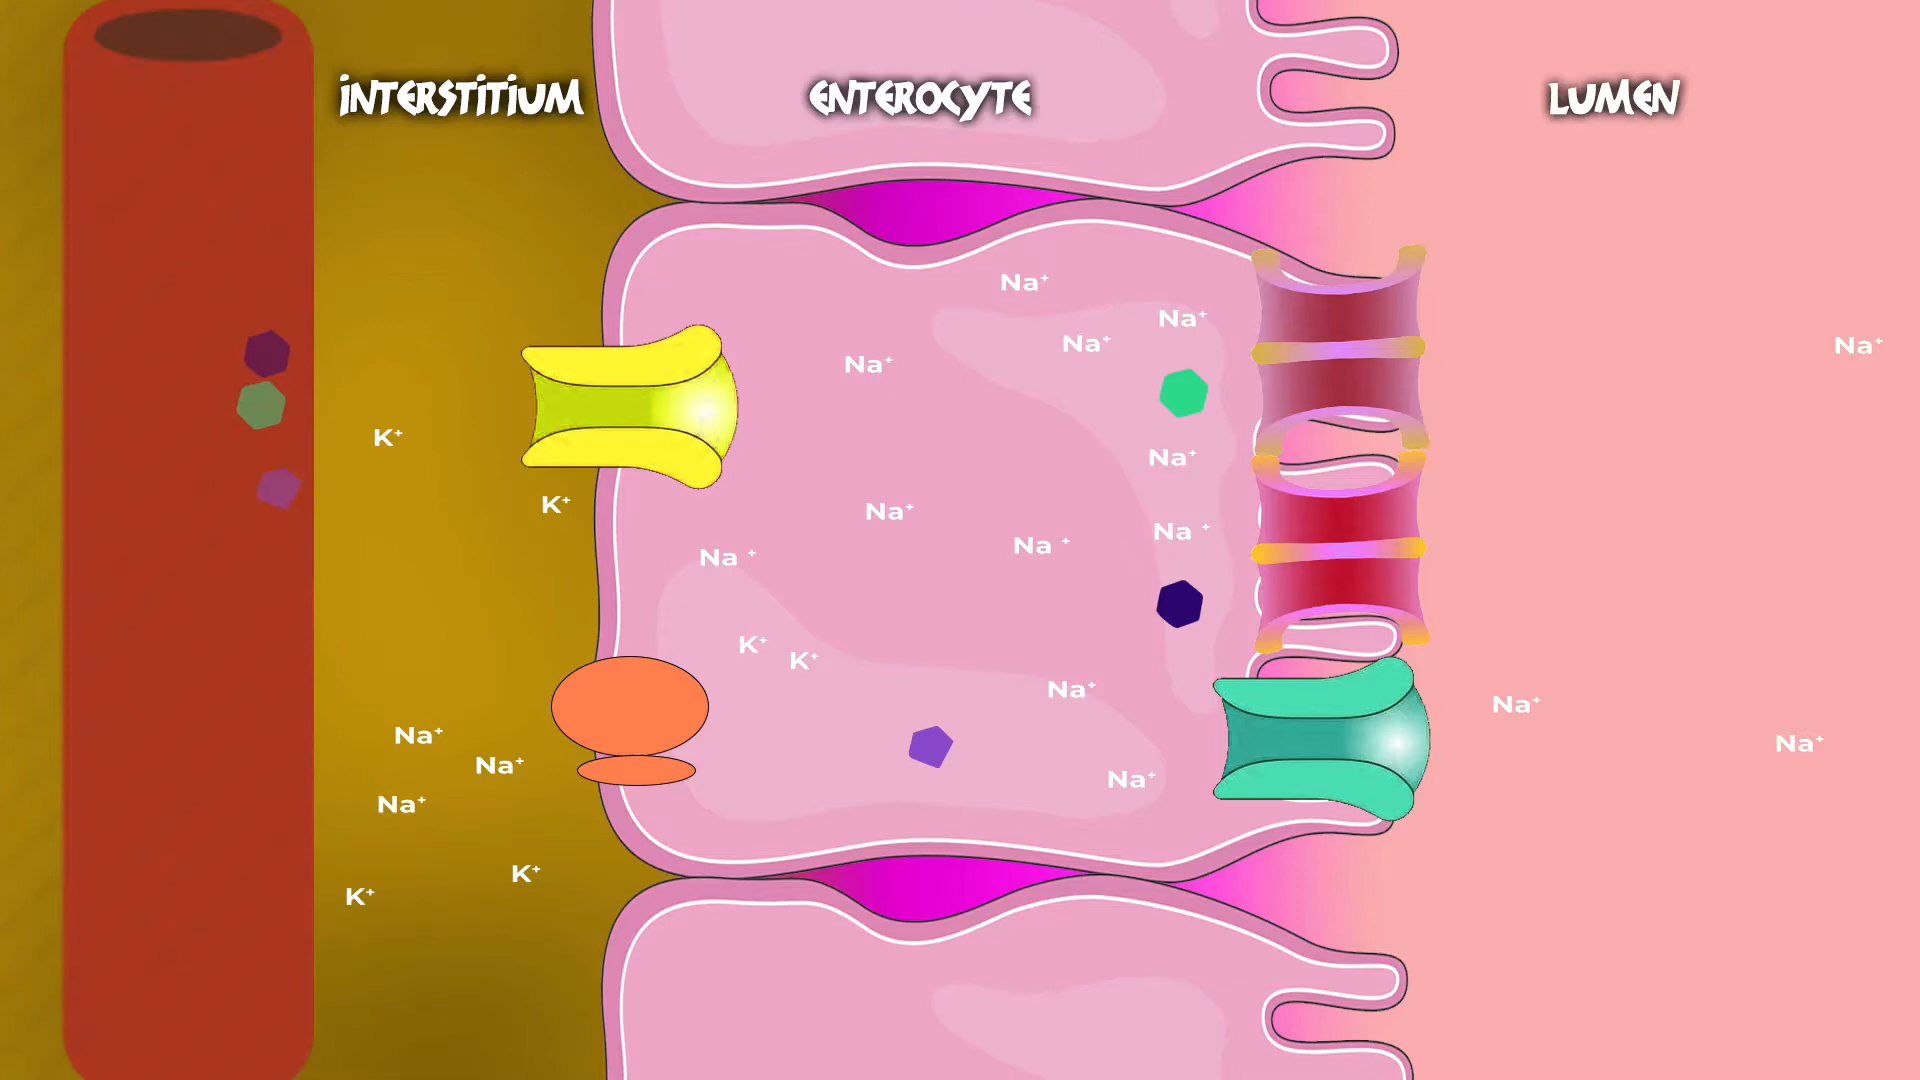 INTERSTITIUM
ENTEROCYTE
LUMEN
Na⁺
Na⁺
Na⁺
Na⁺
Na⁺
K⁺
Na⁺
K⁺
Na⁺
Na ⁺
Na ⁺
Na ⁺
K⁺
K⁺
Na⁺
Na⁺
Na⁺
Na⁺
Na⁺
Na⁺
Na⁺
K⁺
K⁺